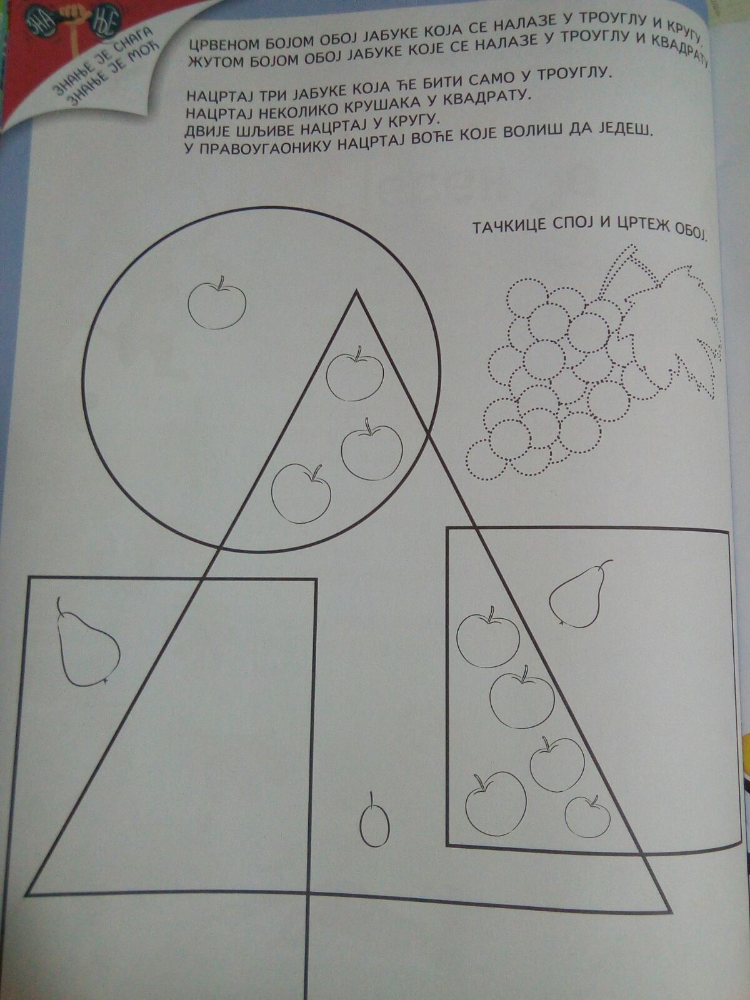 ЗНАЊЕ
ЗНАЊЕ ЈЕ СНАГА
ЗНАЊЕ ЈЕ МОЋ
ЦРВЕНОМ БОЈОМ ОБОЈ ЈАБУКЕ КОЈА СЕ НАЛАЗЕ У ТРОУГЛУ И КРУГУ.
ЖУТОМ БОЈОМ ОБОЈ ЈАБУКЕ КОЈЕ СЕ НАЛАЗЕ У ТРОУГЛУ И КВАДРАТУ
НАЦРТАЈ ТРИ ЈАБУКЕ КОЈА ЋЕ БИТИ САМО У ТРОУГЛУ.
НАЦРТАЈ НЕКОЛИКО КРУШАКА У КВАДРАТУ.
ДВИЈЕ ШЉИВЕ НАЦРТАЈ У КРУГУ.
У ПРАВОУГАОНИКУ НАЦРТАЈ ВОЋЕ КОЈЕ ВОЛИШ ДА ЈЕДЕШ.
ТАЧКИЦЕ СПОЈ И ЦРТЕЖ ОБОЈ.